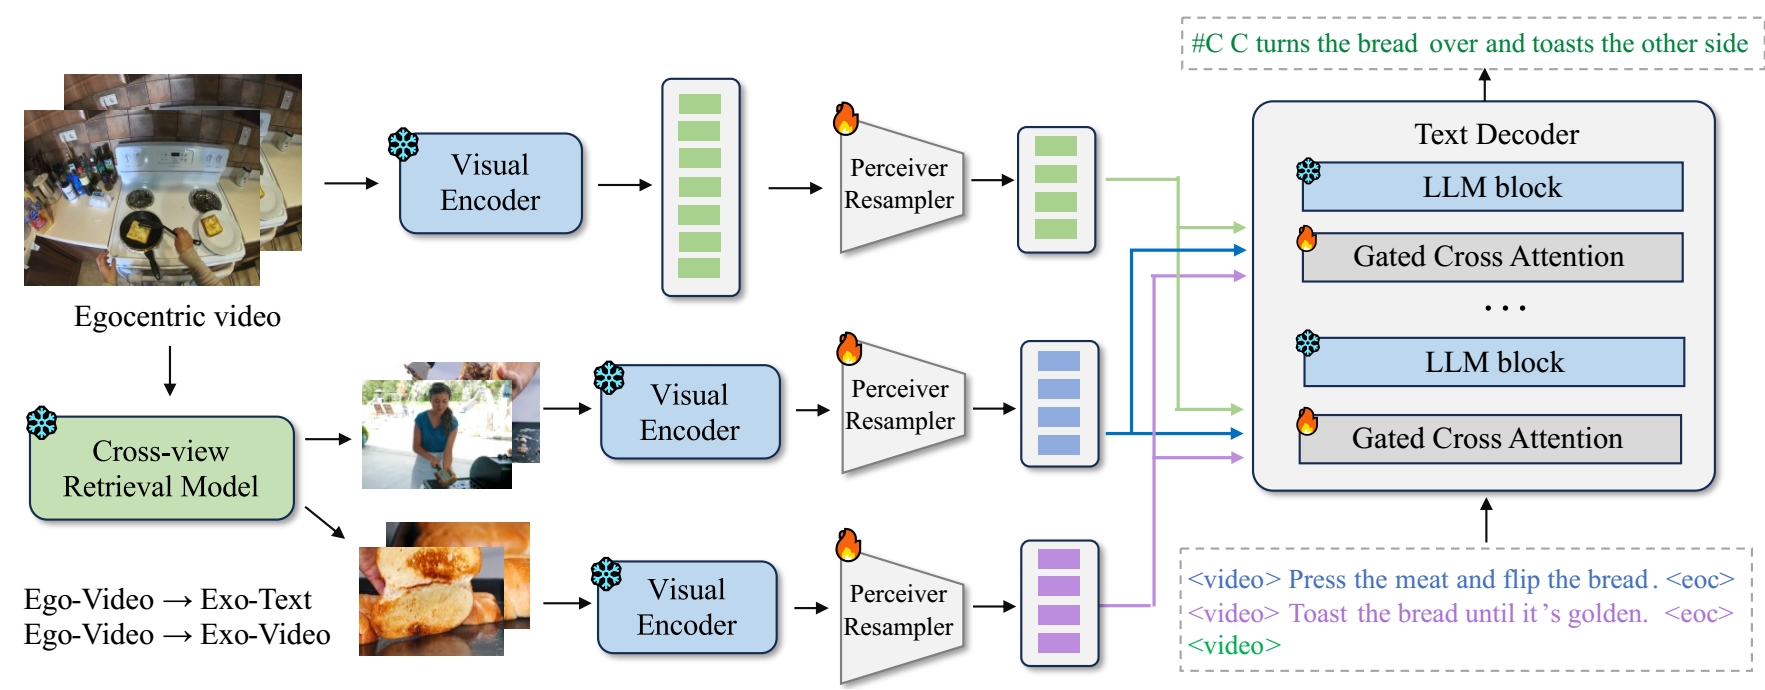 #C C turns the bread over and toasts the other side
Text Decoder
LLM block
Gated Cross Attention
...
LLM block
Gated Cross Attention
Visual
Encoder
Perceiver
Resampler
Egocentric video
Cross-view
Retrieval Model
Visual
Encoder
Perceiver
Resampler
Visual
Encoder
Perceiver
Resampler
Ego-Video → Exo-Text
Ego-Video → Exo-Video
<video> Press the meat and flip the bread. <eoc>
<video> Toast the bread until it's golden. <eoc>
<video>